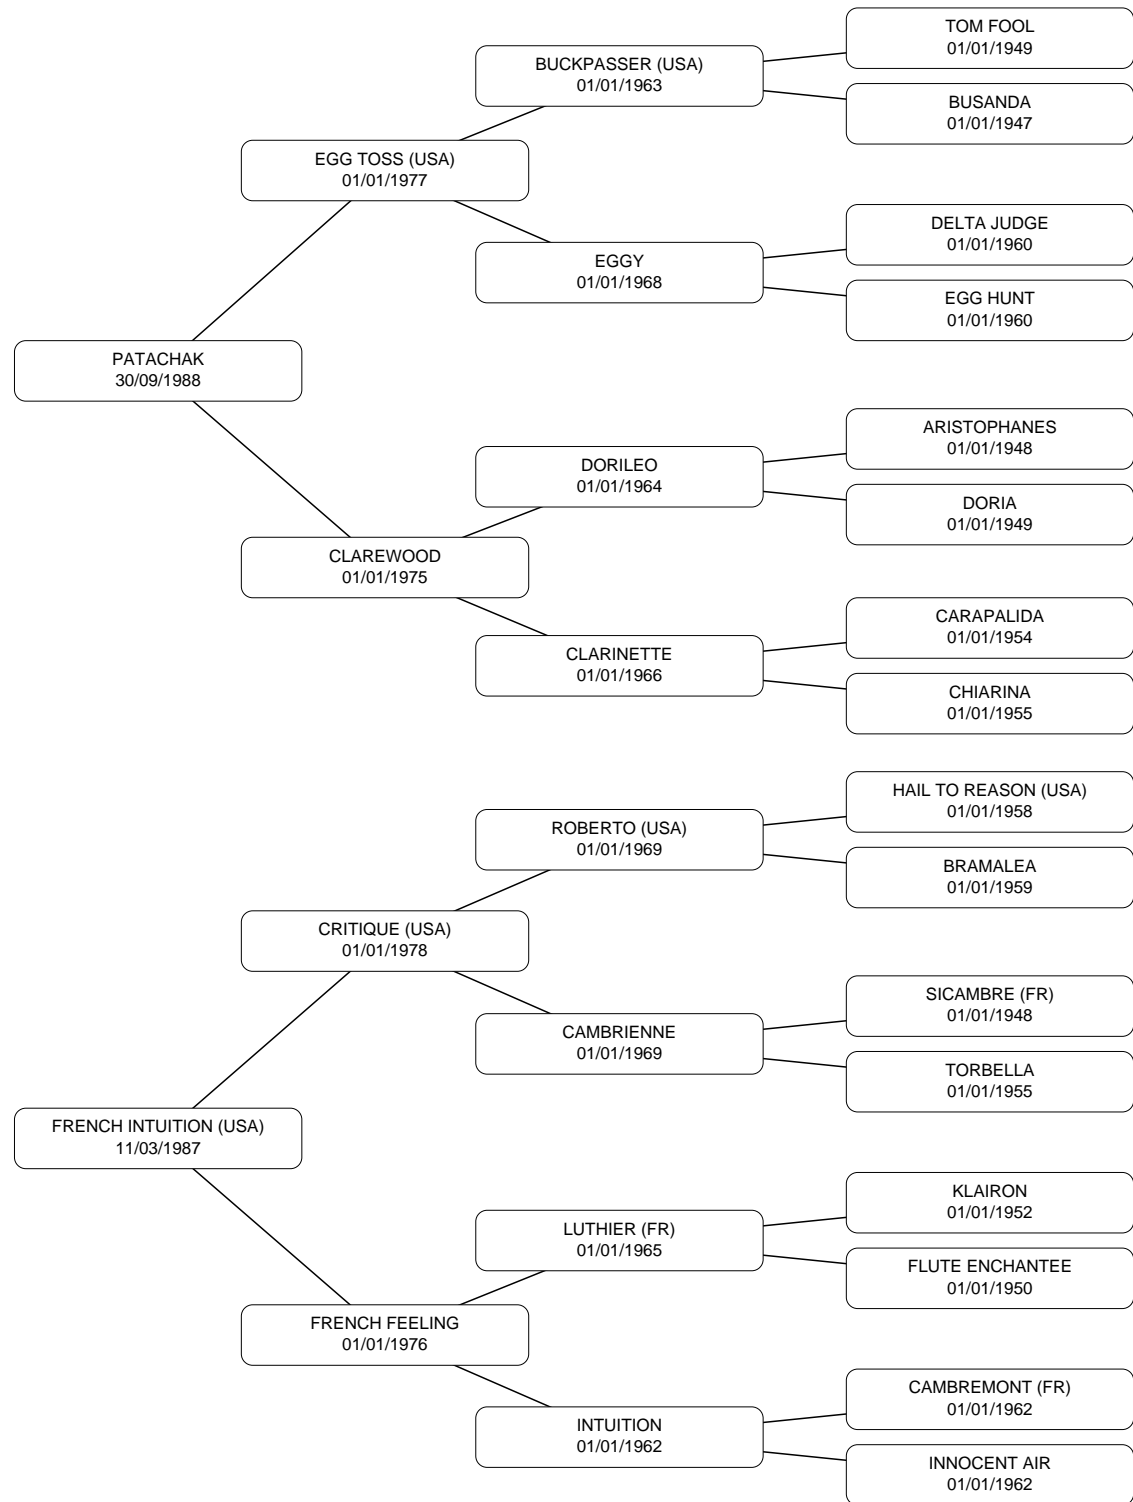 TOM FOOL
01/01/1949
BUCKPASSER (USA)
01/01/1963
BUSANDA
01/01/1947
EGG TOSS (USA)
01/01/1977
DELTA JUDGE
01/01/1960
EGGY
01/01/1968
EGG HUNT
01/01/1960
PATACHAK
30/09/1988
ARISTOPHANES
01/01/1948
DORILEO
01/01/1964
DORIA
01/01/1949
CLAREWOOD
01/01/1975
CARAPALIDA
01/01/1954
CLARINETTE
01/01/1966
CHIARINA
01/01/1955
HAIL TO REASON (USA)
01/01/1958
ROBERTO (USA)
01/01/1969
BRAMALEA
01/01/1959
CRITIQUE (USA)
01/01/1978
SICAMBRE (FR)
01/01/1948
CAMBRIENNE
01/01/1969
TORBELLA
01/01/1955
FRENCH INTUITION (USA)
11/03/1987
KLAIRON
01/01/1952
LUTHIER (FR)
01/01/1965
FLUTE ENCHANTEE
01/01/1950
FRENCH FEELING
01/01/1976
CAMBREMONT (FR)
01/01/1962
INTUITION
01/01/1962
INNOCENT AIR
01/01/1962